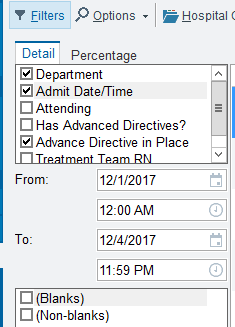 Filters Options Hospital
Detail Percentage
Department
Admit Date/Time
Attending
Has Advanced Directives?
Advance Directive in Place
Treatment Team RN
From: 12/1/2017
12:00 AM
To: 12/4/2017
11:59 PM
(Blanks)
(Non-blanks)